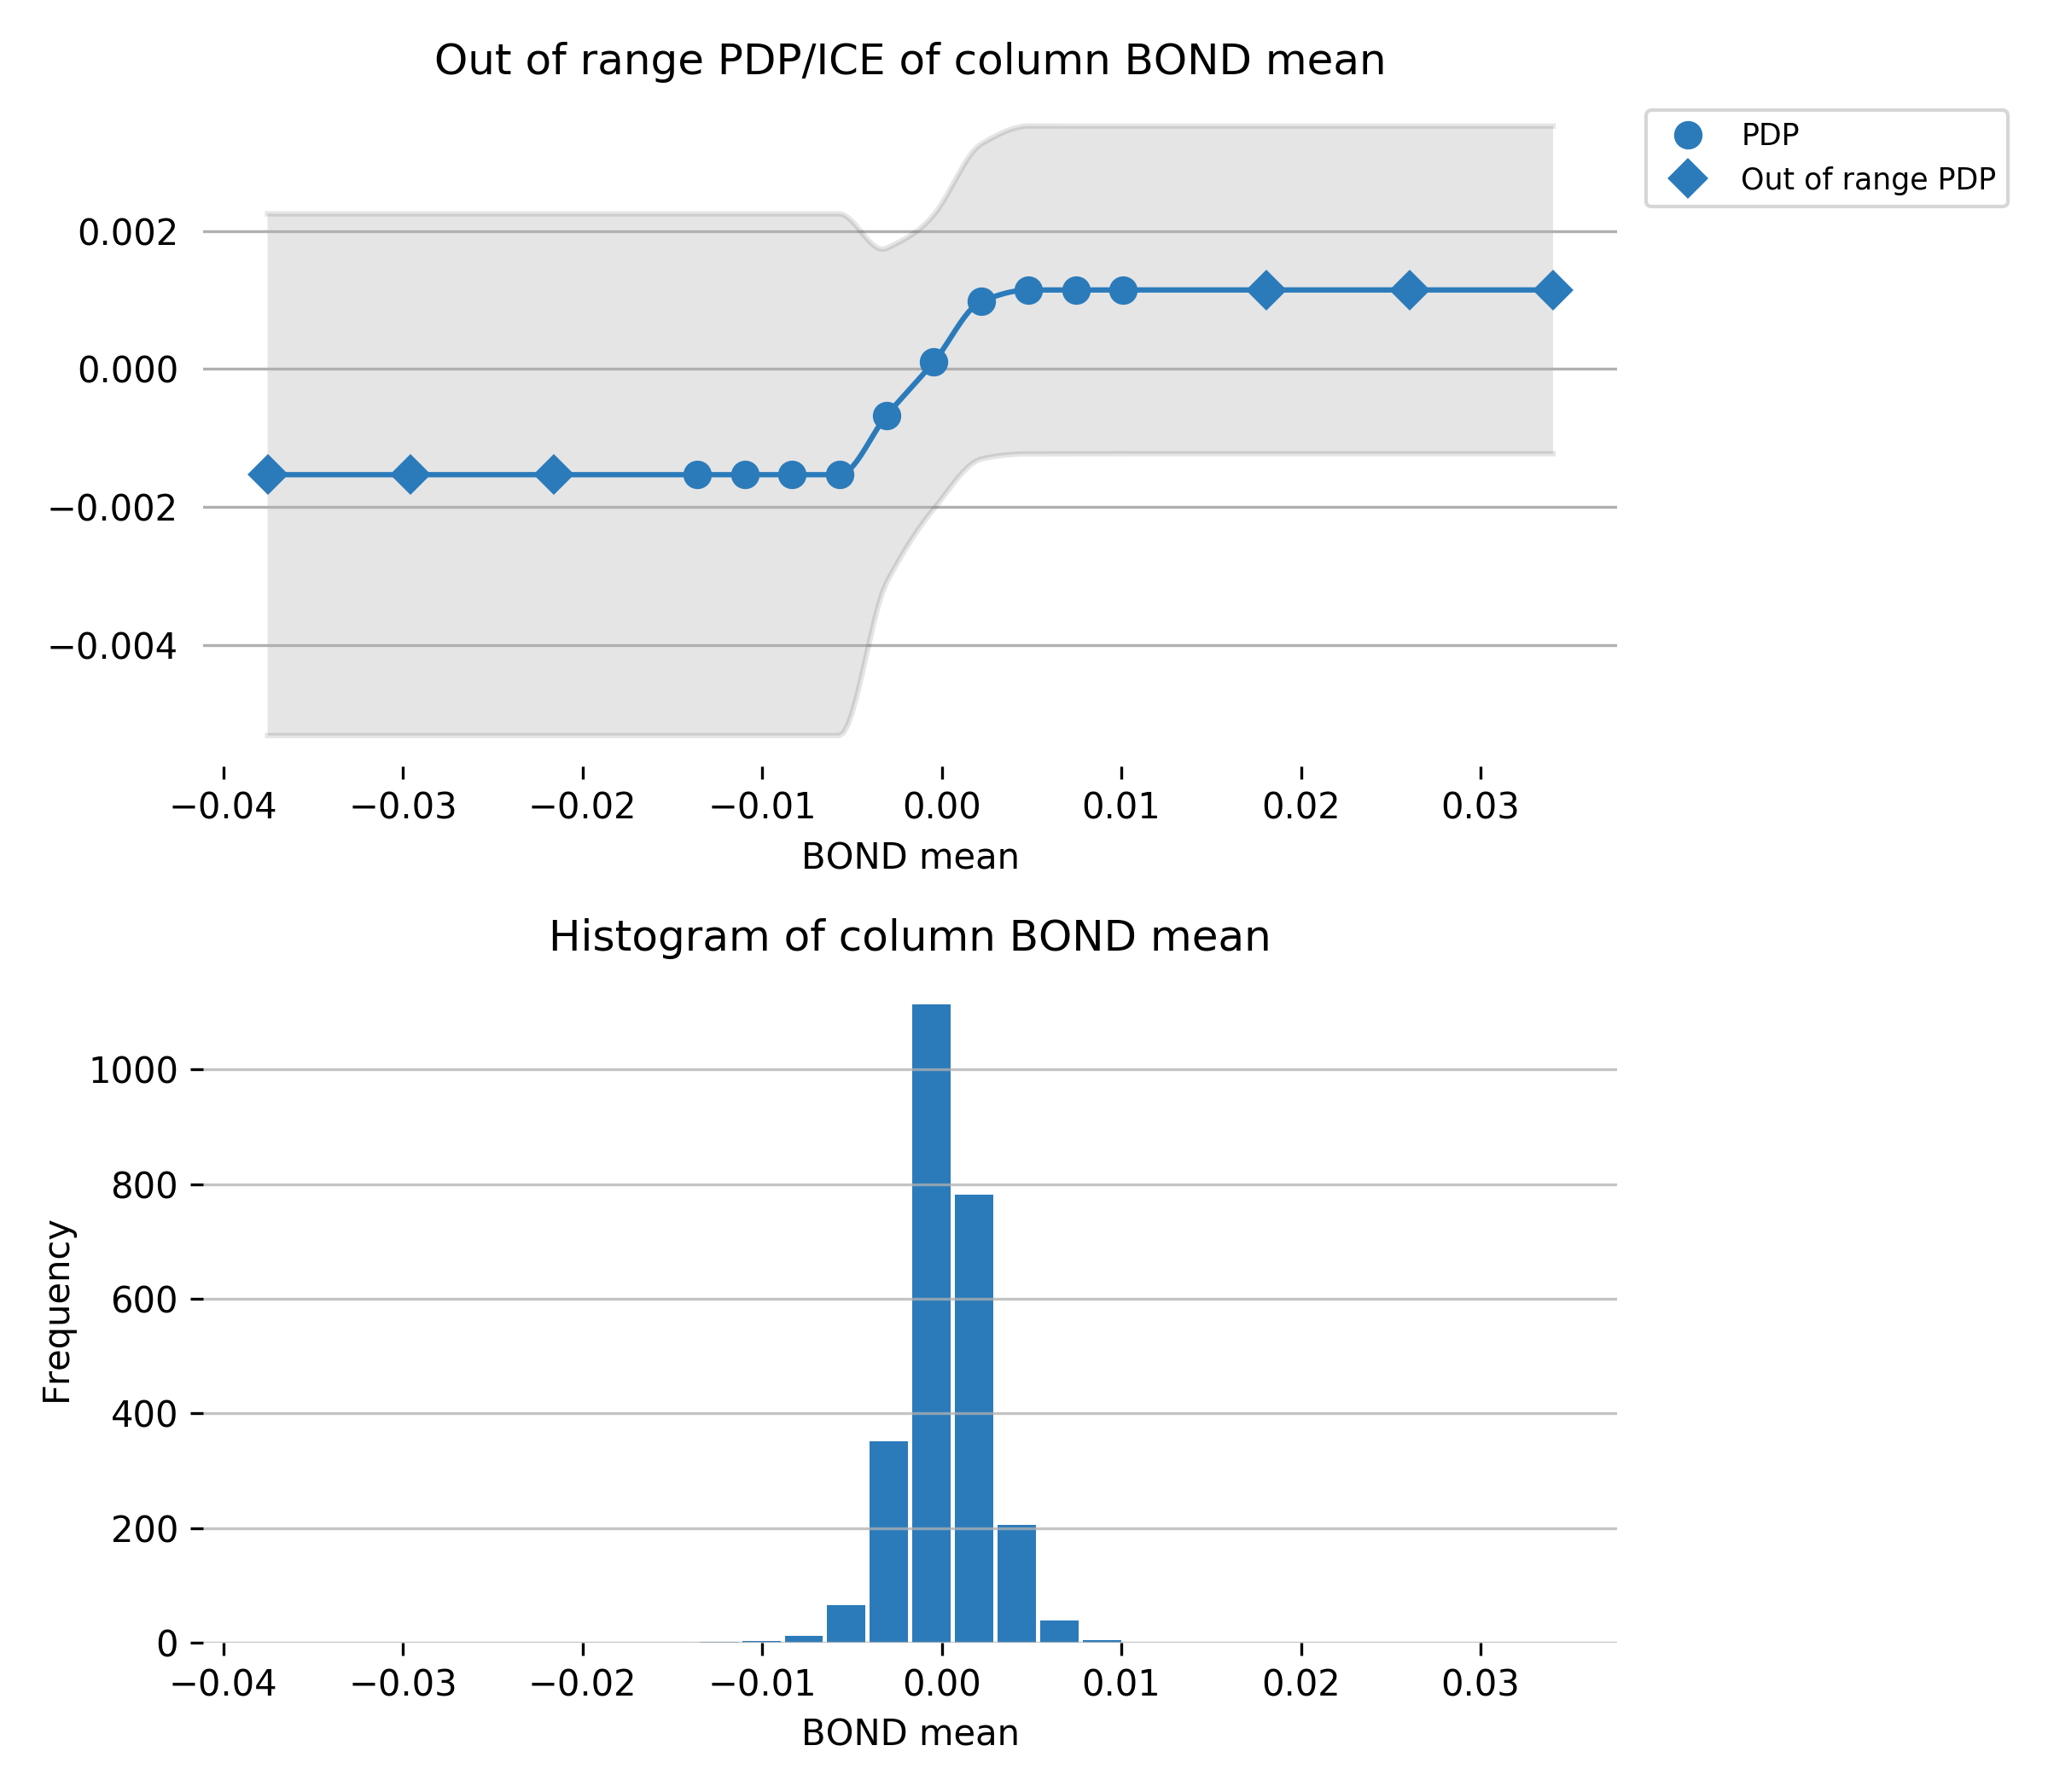 Out of range PDP/ICE of column BOND mean
PDP
Out of range PDP
0.002
0.000
−0.002
−0.004
−0.04 −0.03 −0.02 −0.01 0.00 0.01 0.02 0.03
BOND mean
Histogram of column BOND mean
1000
800
600
400
200
0
Frequency
−0.04 −0.03 −0.02 −0.01 0.00 0.01 0.02 0.03
BOND mean